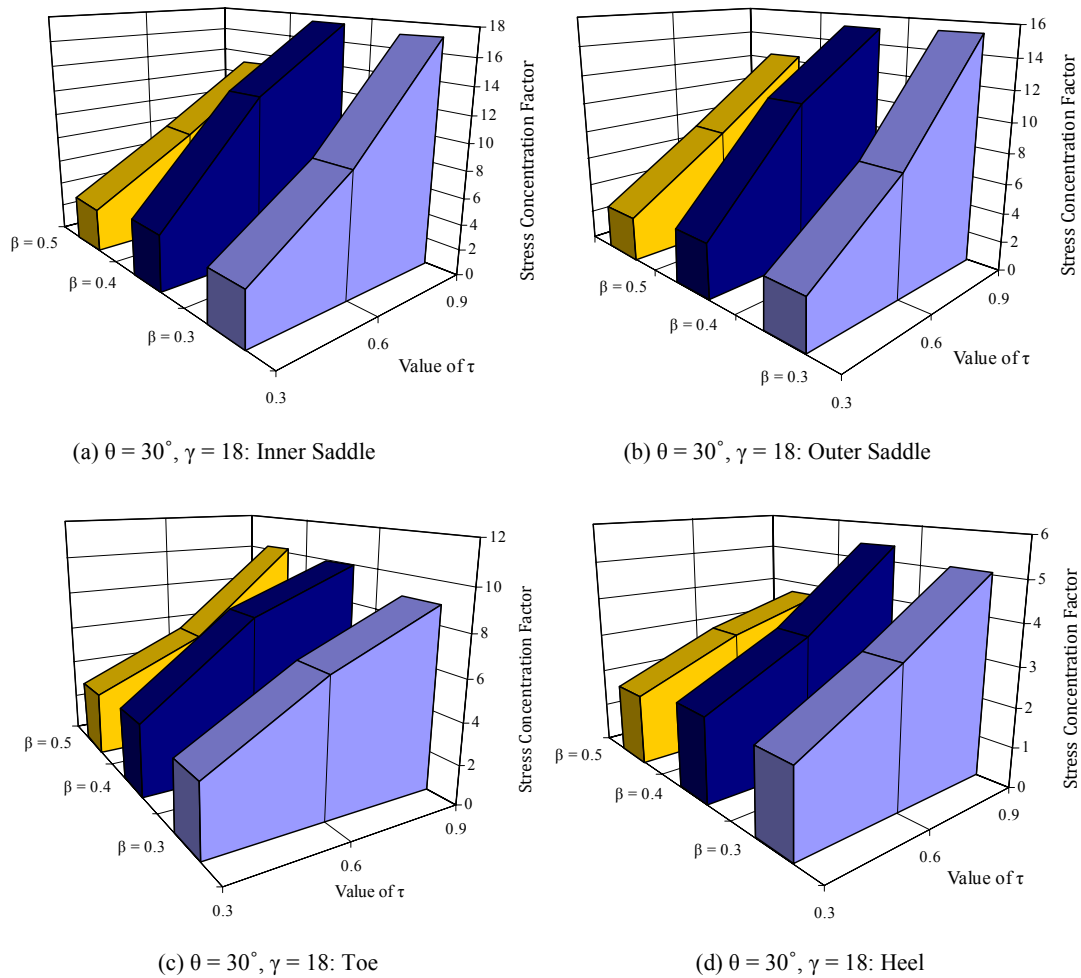 18
16
14
12
10
8
6
4
2
0
Stress Concentration Factor
β = 0.5
β = 0.4
β = 0.3
0.9
0.6
0.3
Value of τ
(a) θ = 30˚, γ = 18: Inner Saddle
16
14
12
10
8
6
4
2
0
Stress Concentration Factor
β = 0.5
β = 0.4
β = 0.3
0.9
0.6
0.3
Value of τ
(b) θ = 30˚, γ = 18: Outer Saddle
12
10
8
6
4
2
0
Stress Concentration Factor
β = 0.5
β = 0.4
β = 0.3
0.9
0.6
0.3
Value of τ
(c) θ = 30˚, γ = 18: Toe
6
5
4
3
2
1
0
Stress Concentration Factor
β = 0.5
β = 0.4
β = 0.3
0.9
0.6
0.3
Value of τ
(d) θ = 30˚, γ = 18: Heel